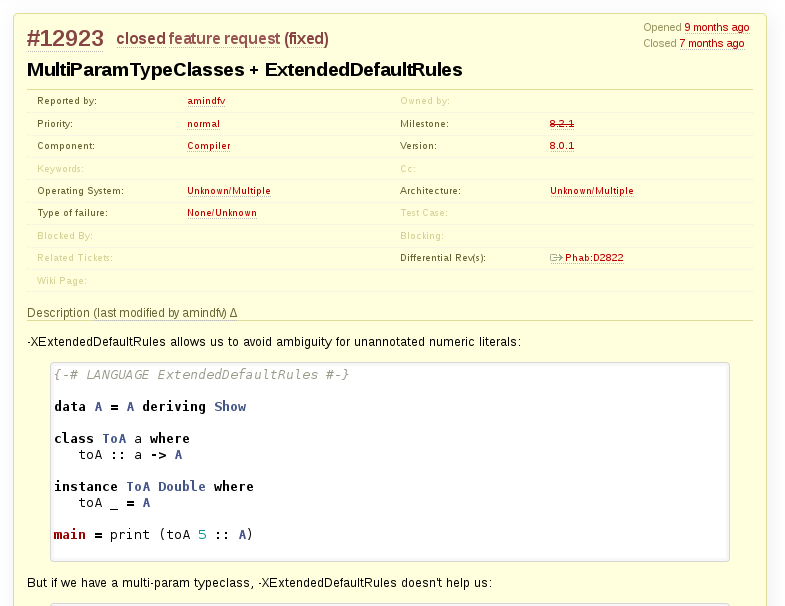 #12923 closed feature request (fixed)
Opened 9 months ago
Closed 7 months ago
MultiParamTypeClasses + ExtendedDefaultRules
Reported by: amindfv Owned by:
Priority: normal Milestone: 8.2.1
Component: Compiler Version: 8.0.1
Keywords: Cc:
Operating System: Unknown/Multiple Architecture: Unknown/Multiple
Type of failure: None/Unknown Test Case:
Blocked By: Blocking:
Related Tickets: Differential Rev(s): Phab:D2822
Wiki Page:
Description (last modified by amindfv) Δ
-XExtendedDefaultRules allows us to avoid ambiguity for unannotated numeric literals:
{-# LANGUAGE ExtendedDefaultRules #-}
data A = A deriving Show
class ToA a where
toA :: a -> A
instance ToA Double where
toA _ = A
main = print (toA 5 :: A)
But if we have a multi-param typeclass, -XExtendedDefaultRules doesn't help us: